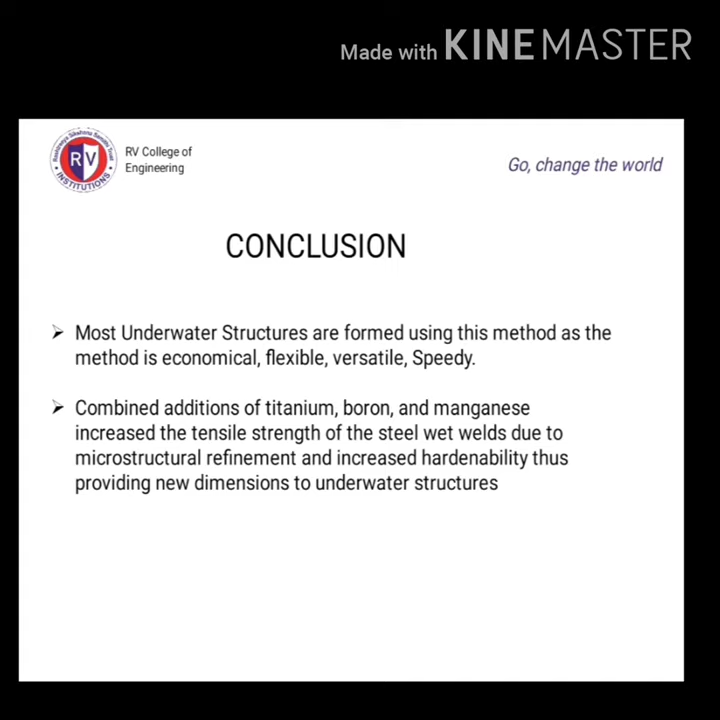 Made with KINEMASTER
RV College of
Engineering
Go, change the world
RV
INSTITUTIONS
CONCLUSION
➢ Most Underwater Structures are formed using this method as the
method is economical, flexible, versatile, Speedy.
➢ Combined additions of titanium, boron, and manganese
increased the tensile strength of the steel wet welds due to
microstructural refinement and increased hardenability thus
providing new dimensions to underwater structures